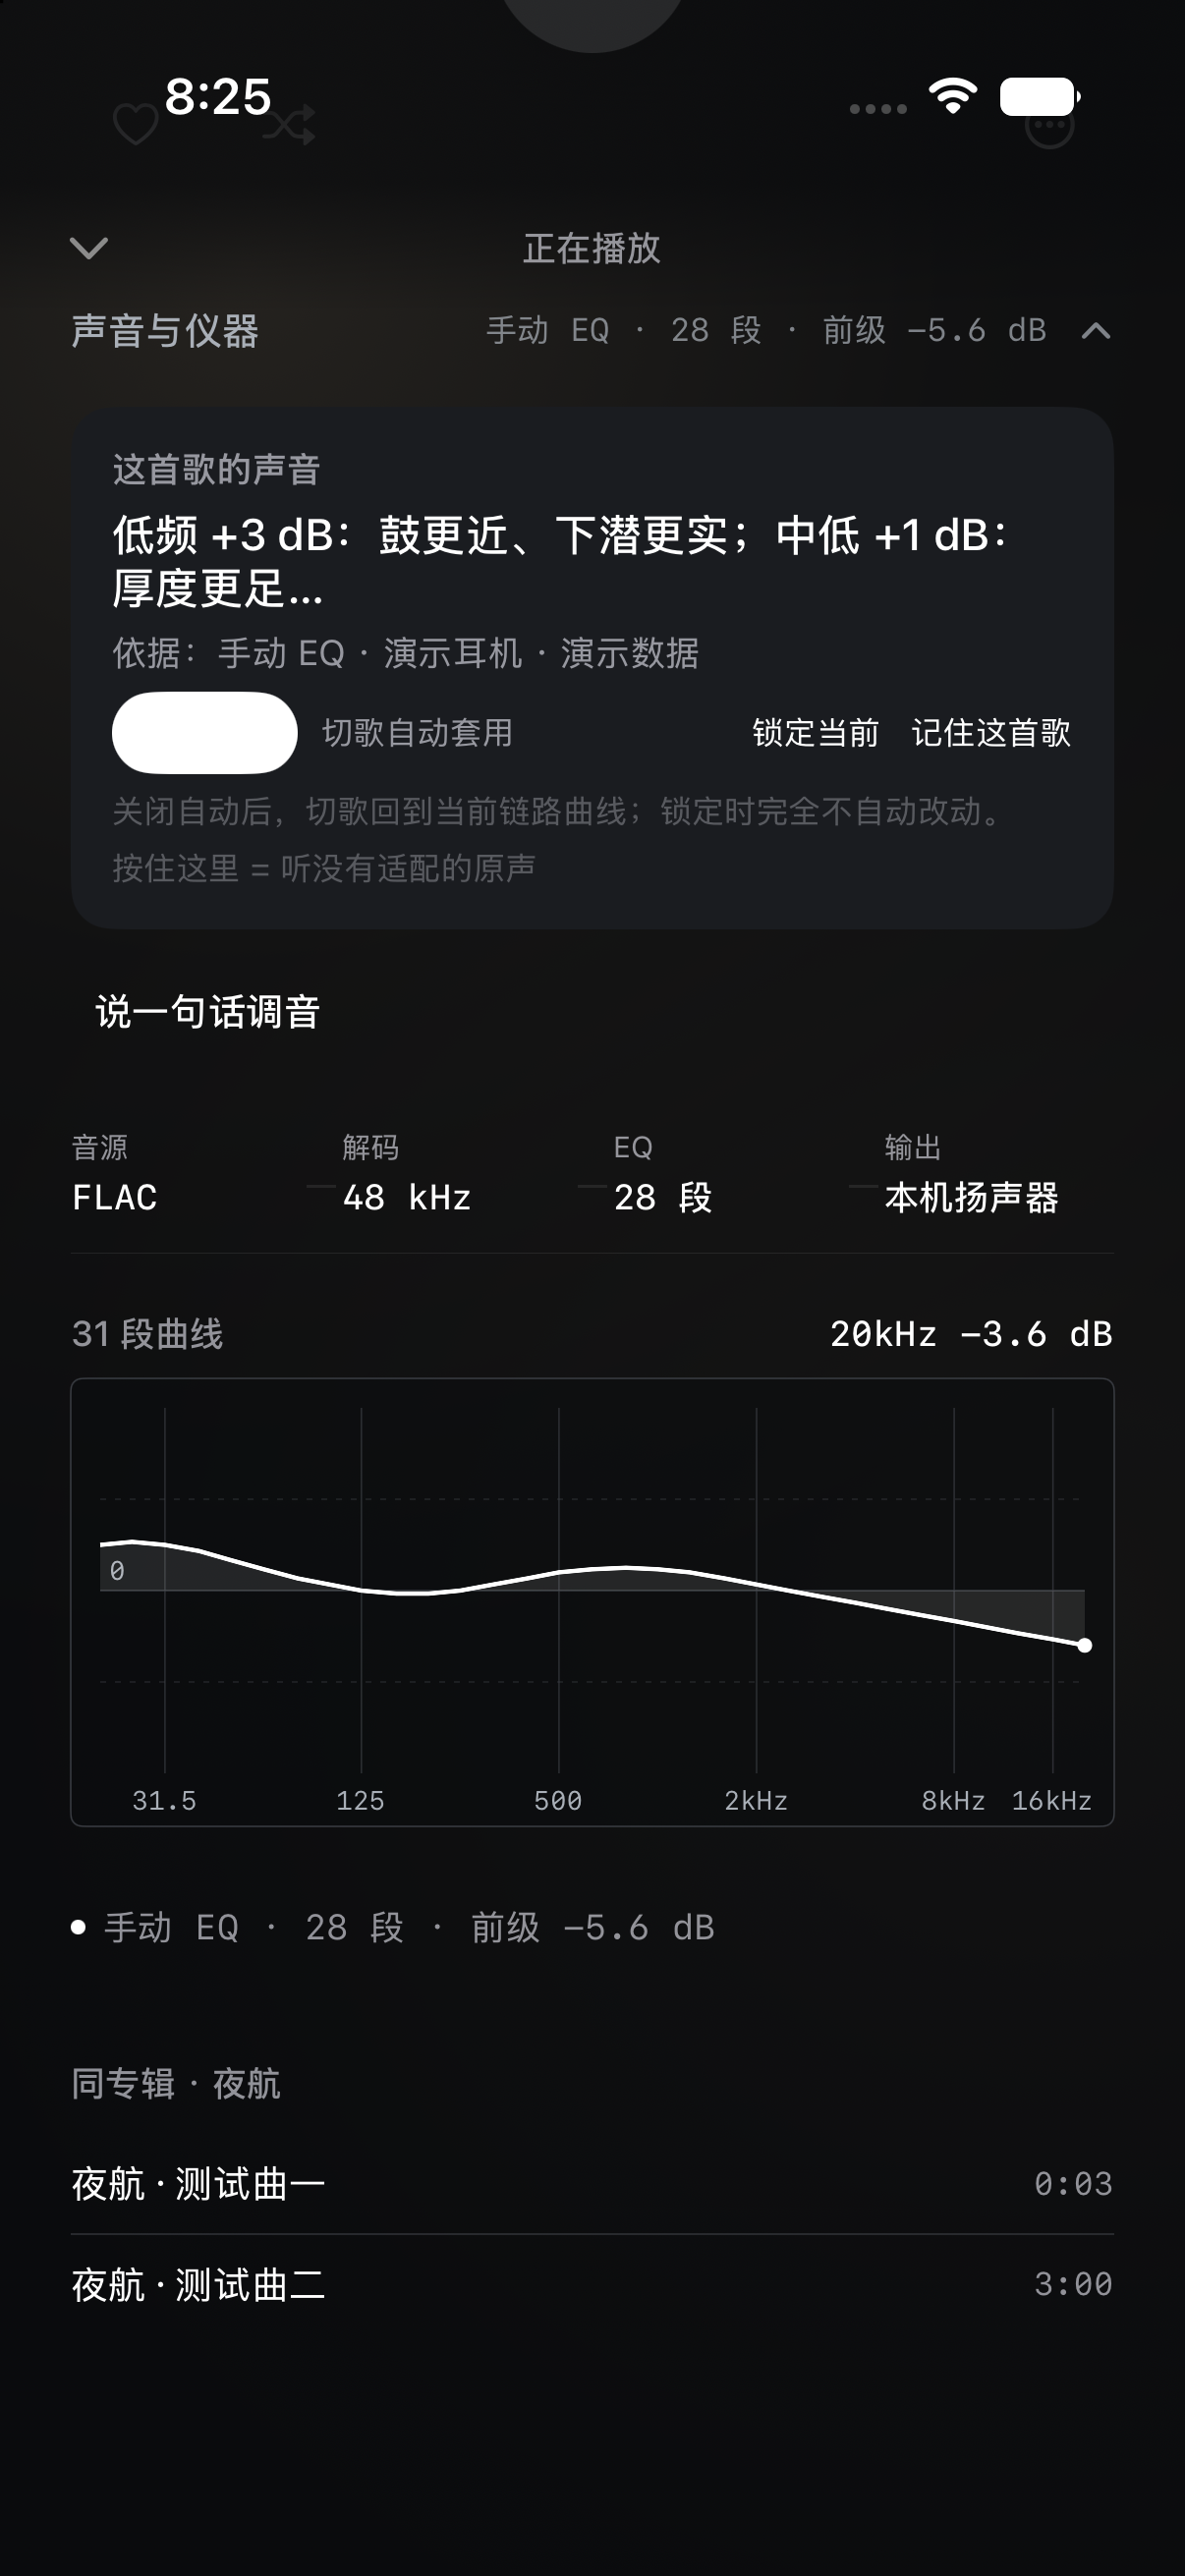 8:25
正在播放
声音与仪器 手动 EQ · 28 段 · 前级 −5.6 dB
这首歌的声音
低频 +3 dB：鼓更近、下潜更实；中低 +1 dB：
厚度更足…
依据：手动 EQ · 演示耳机 · 演示数据
切歌自动套用 锁定当前 记住这首歌
关闭自动后，切歌回到当前链路曲线；锁定时完全不自动改动。
按住这里 = 听没有适配的原声
说一句话调音
音源 解码 EQ 输出
FLAC 48 kHz 28 段 本机扬声器
31 段曲线 20kHz −3.6 dB
0
31.5 125 500 2kHz 8kHz 16kHz
手动 EQ · 28 段 · 前级 −5.6 dB
同专辑 · 夜航
夜航 · 测试曲一 0:03
夜航 · 测试曲二 3:00